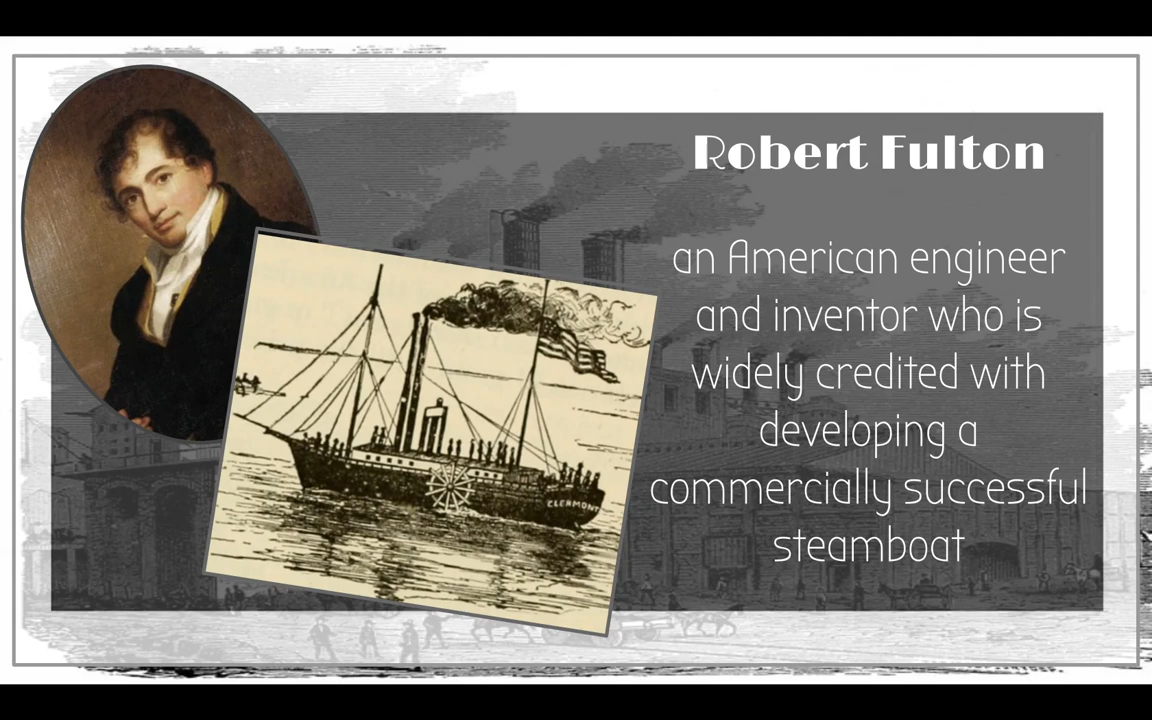 Robert Fulton
an American engineer
and inventor who is
widely credited with
developing a
commercially successful
steamboat
CLERMONT